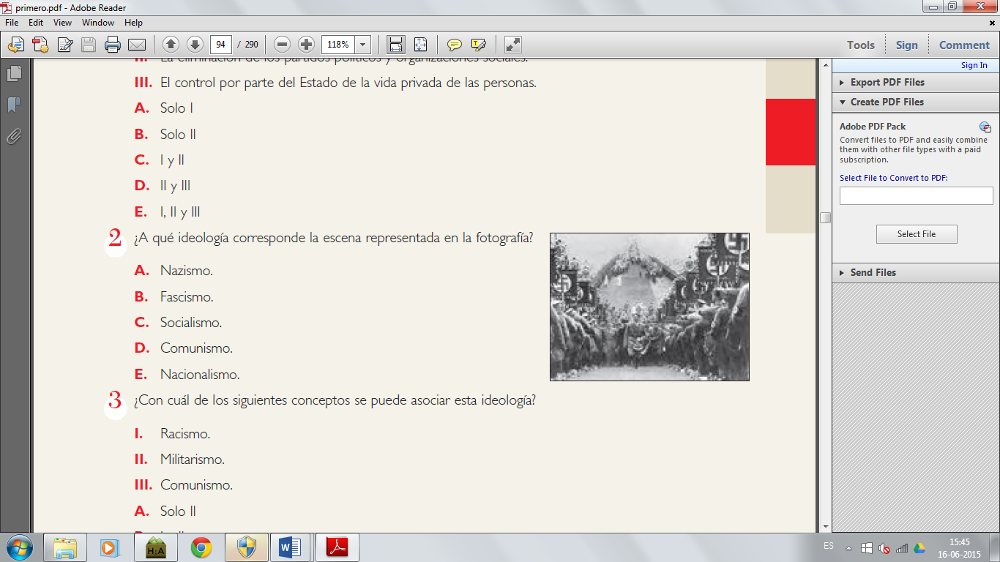 primero.pdf - Adobe Reader
File Edit View Window Help
94 / 290 118% Tools Sign Comment
Sign In
II. La eliminación de los partidos políticos y organizaciones sociales.
III. El control por parte del Estado de la vida privada de las personas.
A. Solo I
B. Solo II
C. I y II
D. II y III
E. I, II y III
2 ¿A qué ideología corresponde la escena representada en la fotografía?
A. Nazismo.
B. Fascismo.
C. Socialismo.
D. Comunismo.
E. Nacionalismo.
3 ¿Con cuál de los siguientes conceptos se puede asociar esta ideología?
I. Racismo.
II. Militarismo.
III. Comunismo.
A. Solo II
Export PDF Files
Create PDF Files
Adobe PDF Pack
Convert files to PDF and easily combine
them with other file types with a paid
subscription.
Select File to Convert to PDF:
Select File
Send Files
H:A
ES
15:45
16-06-2015